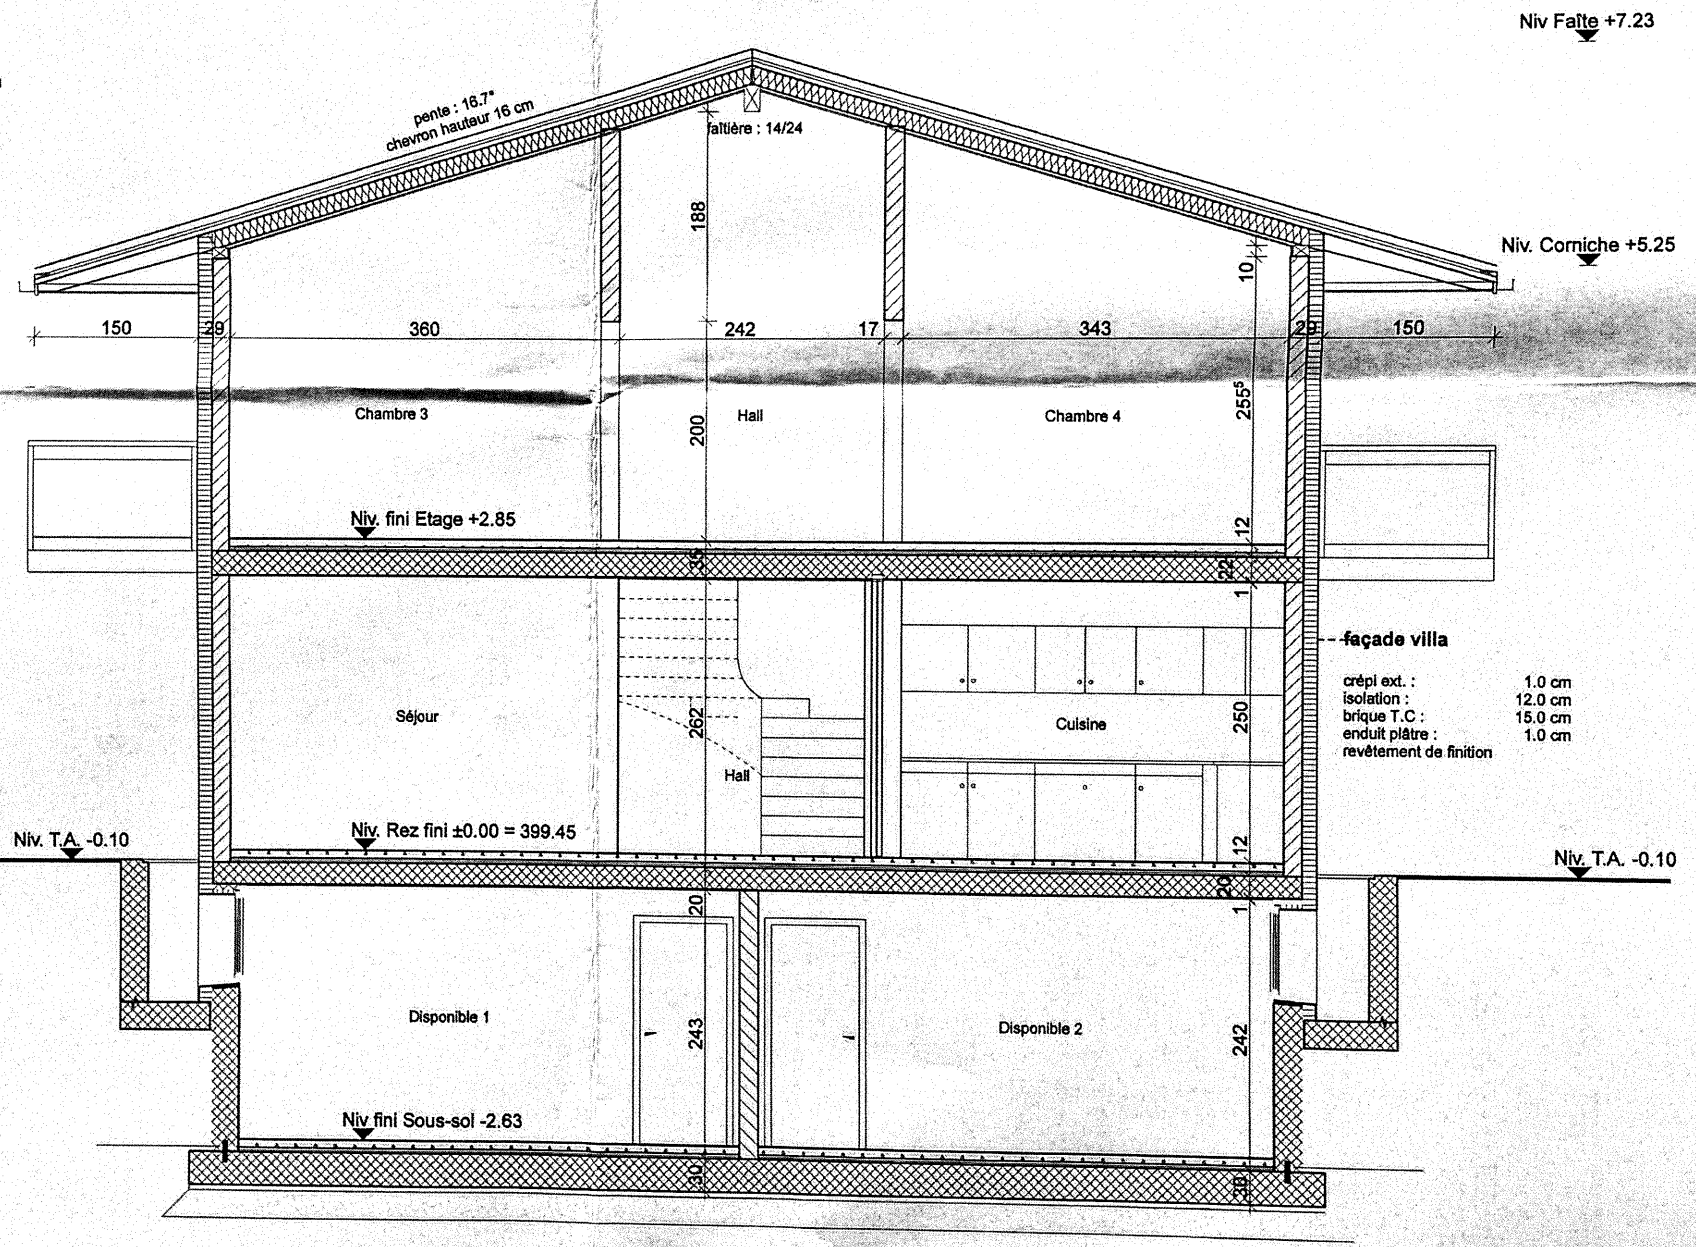 Niv Faîte +7.23
pente : 16.7°
chevron hauteur 16 cm
faîtière : 14/24
188
Niv. Corniche +5.25
10
150
29
360
242
17
343
29
150
255⁵
Chambre 3
Hall
Chambre 4
200
Niv. fini Etage +2.85
12
35
22
1
façade villa
crépi ext. : 1.0 cm
isolation : 12.0 cm
brique T.C : 15.0 cm
enduit plâtre : 1.0 cm
revêtement de finition
Séjour
262
Cuisine
250
Hall
Niv. Rez fini ±0.00 = 399.45
Niv. T.A. -0.10
12
Niv. T.A. -0.10
20
20
1
Disponible 1
243
Disponible 2
242
Niv fini Sous-sol -2.63
30
30